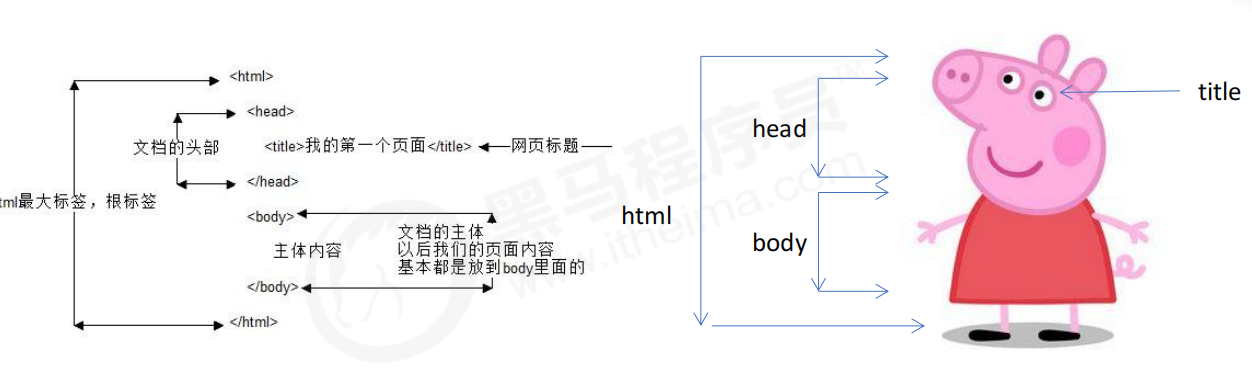 <html>
<head>
文档的头部
<title>我的第一个页面</title>
网页标题
</head>
tml最大标签，根标签
<body>
主体内容
文档的主体
以后我们的页面内容
基本都是放到body里面的
</body>
</html>
黑马程序员™
www.itheima.com
html
head
body
title